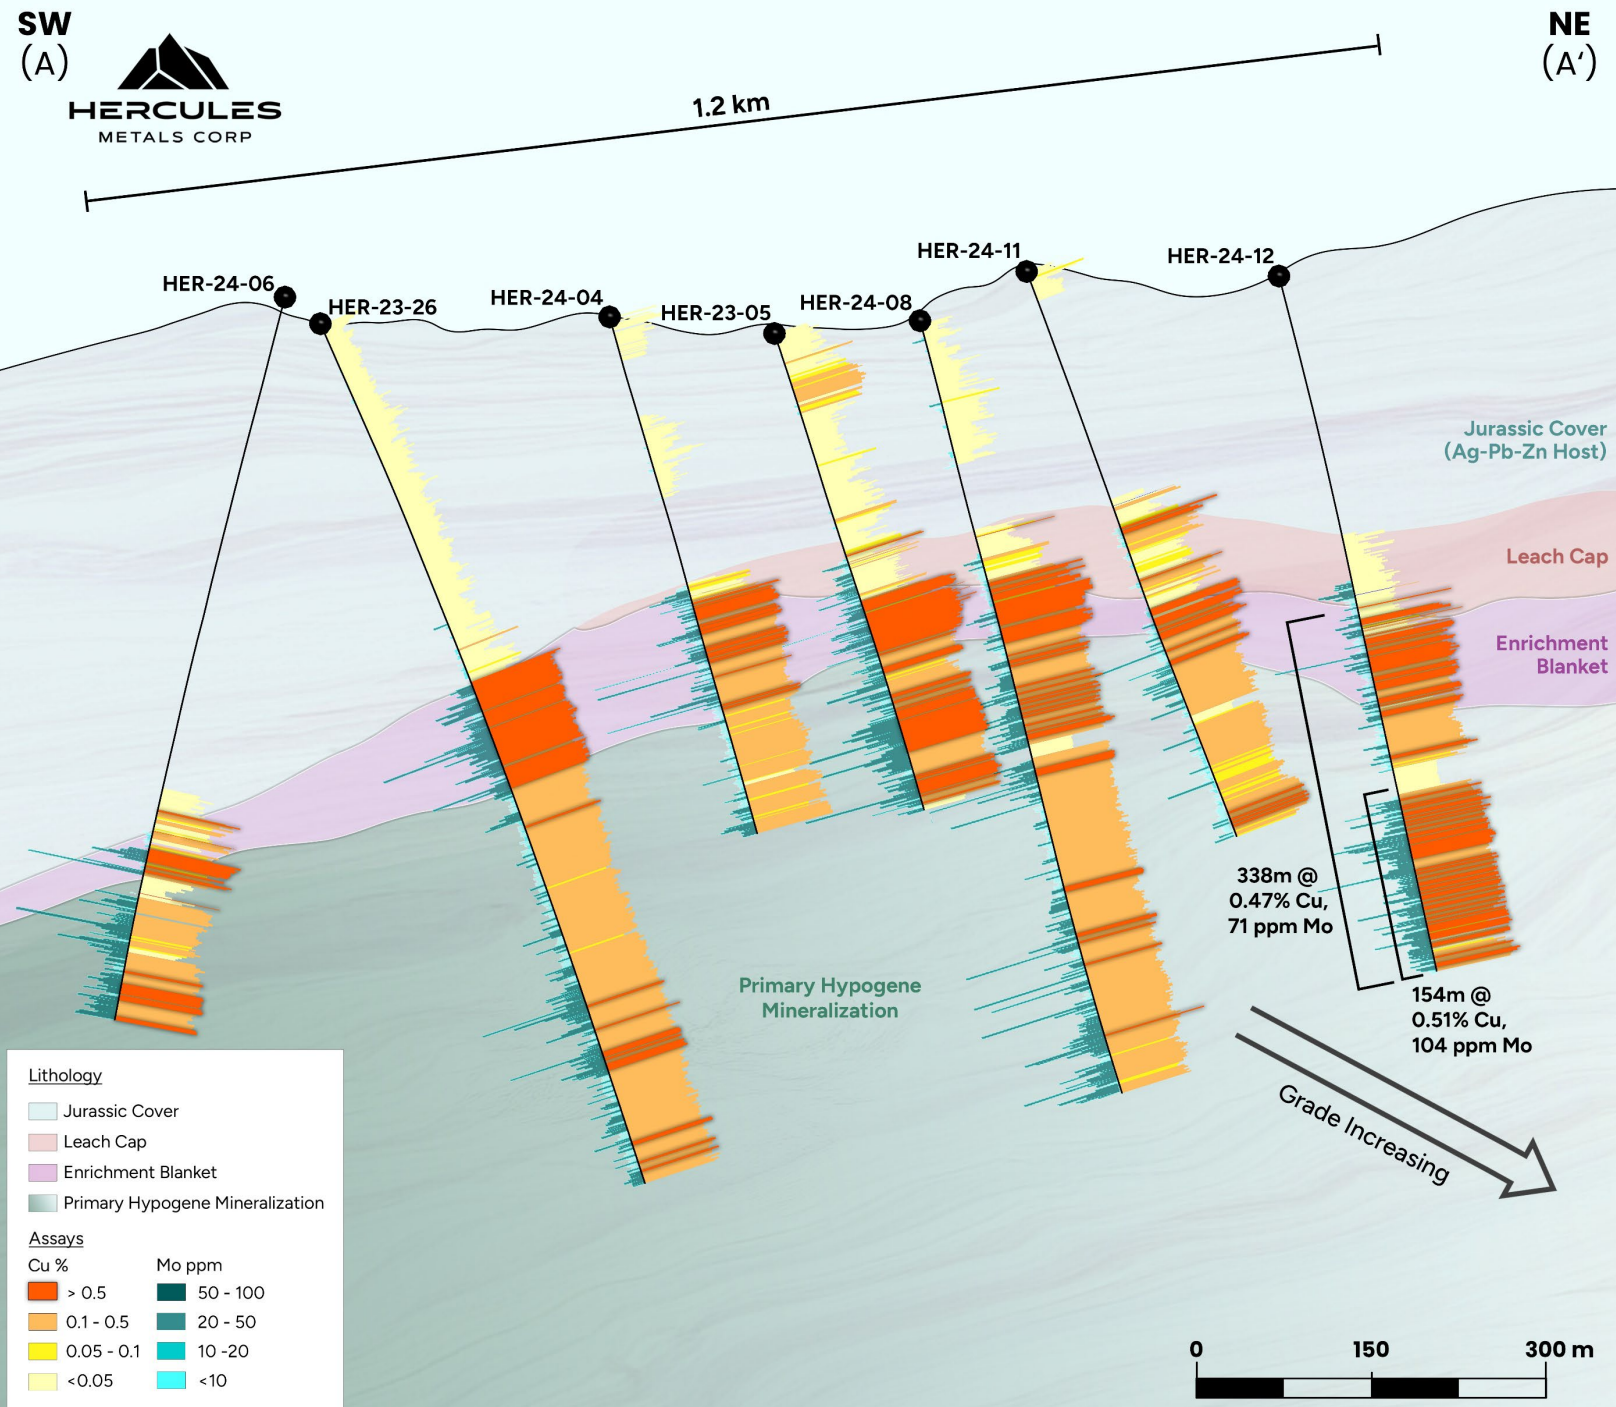 SW
(A)
HERCULES
METALS CORP
1.2 km
NE
(A')
HER-24-06
HER-23-26
HER-24-04
HER-23-05
HER-24-08
HER-24-11
HER-24-12
Jurassic Cover
(Ag-Pb-Zn Host)
Leach Cap
Enrichment
Blanket
338m @
0.47% Cu,
71 ppm Mo
154m @
0.51% Cu,
104 ppm Mo
Primary Hypogene
Mineralization
Grade Increasing
Lithology
Jurassic Cover
Leach Cap
Enrichment Blanket
Primary Hypogene Mineralization
Assays
Cu % Mo ppm
> 0.5 50 - 100
0.1 - 0.5 20 - 50
0.05 - 0.1 10 -20
<0.05 <10
0 150 300 m